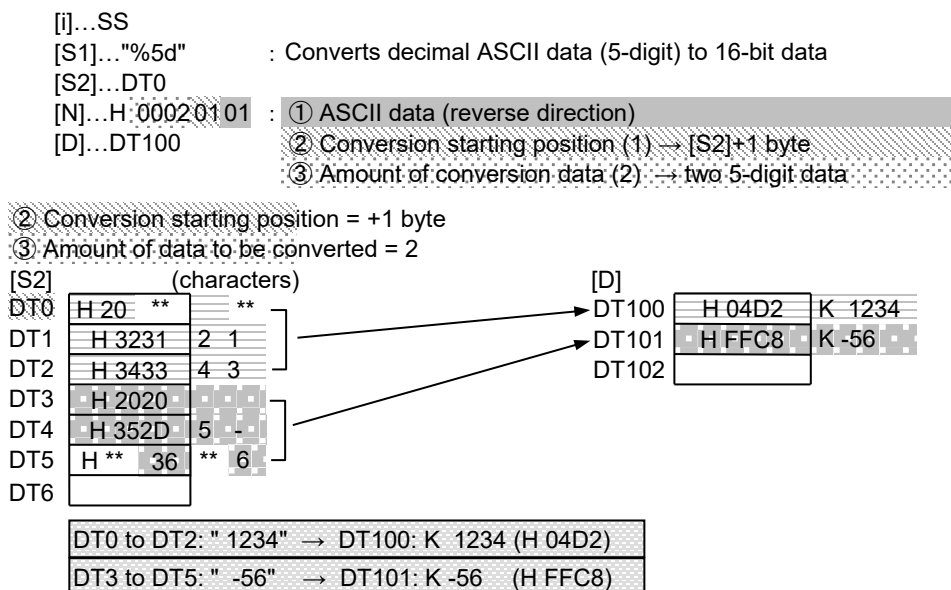 [i]…SS
[S1]…"%5d" : Converts decimal ASCII data (5-digit) to 16-bit data
[S2]…DT0
[N]…H 0002 01 01 : ① ASCII data (reverse direction)
[D]…DT100 ② Conversion starting position (1) → [S2]+1 byte
③ Amount of conversion data (2) → two 5-digit data
② Conversion starting position = +1 byte
③ Amount of data to be converted = 2
[S2] (characters) [D]
DT0 H 20 ** ** DT100 H 04D2 K 1234
DT1 H 3231 2 1 DT101 H FFC8 K -56
DT2 H 3433 4 3 DT102
DT3 H 2020
DT4 H 352D 5 -
DT5 H ** 36 ** 6
DT6
DT0 to DT2: " 1234" → DT100: K 1234 (H 04D2)
DT3 to DT5: " -56" → DT101: K -56 (H FFC8)